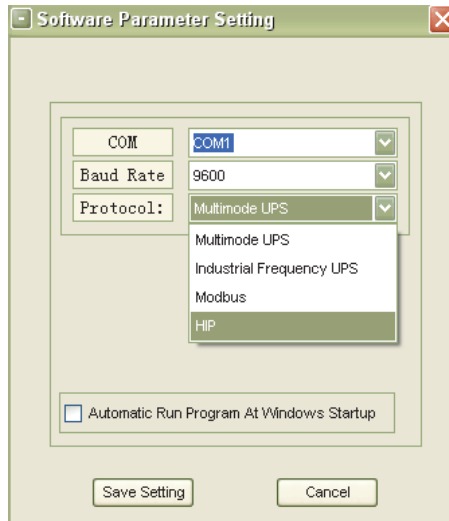 Software Parameter Setting
COM
COM1
Baud Rate
9600
Protocol:
Multimode UPS
Multimode UPS
Industrial Frequency UPS
Modbus
HIP
Automatic Run Program At Windows Startup
Save Setting
Cancel